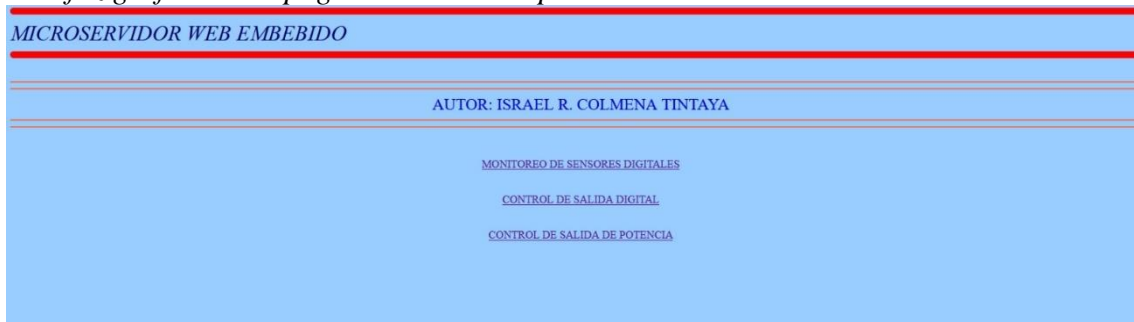 MICROSERVIDOR WEB EMBEBIDO
AUTOR: ISRAEL R. COLMENA TINTAYA
MONITOREO DE SENSORES DIGITALES
CONTROL DE SALIDA DIGITAL
CONTROL DE SALIDA DE POTENCIA